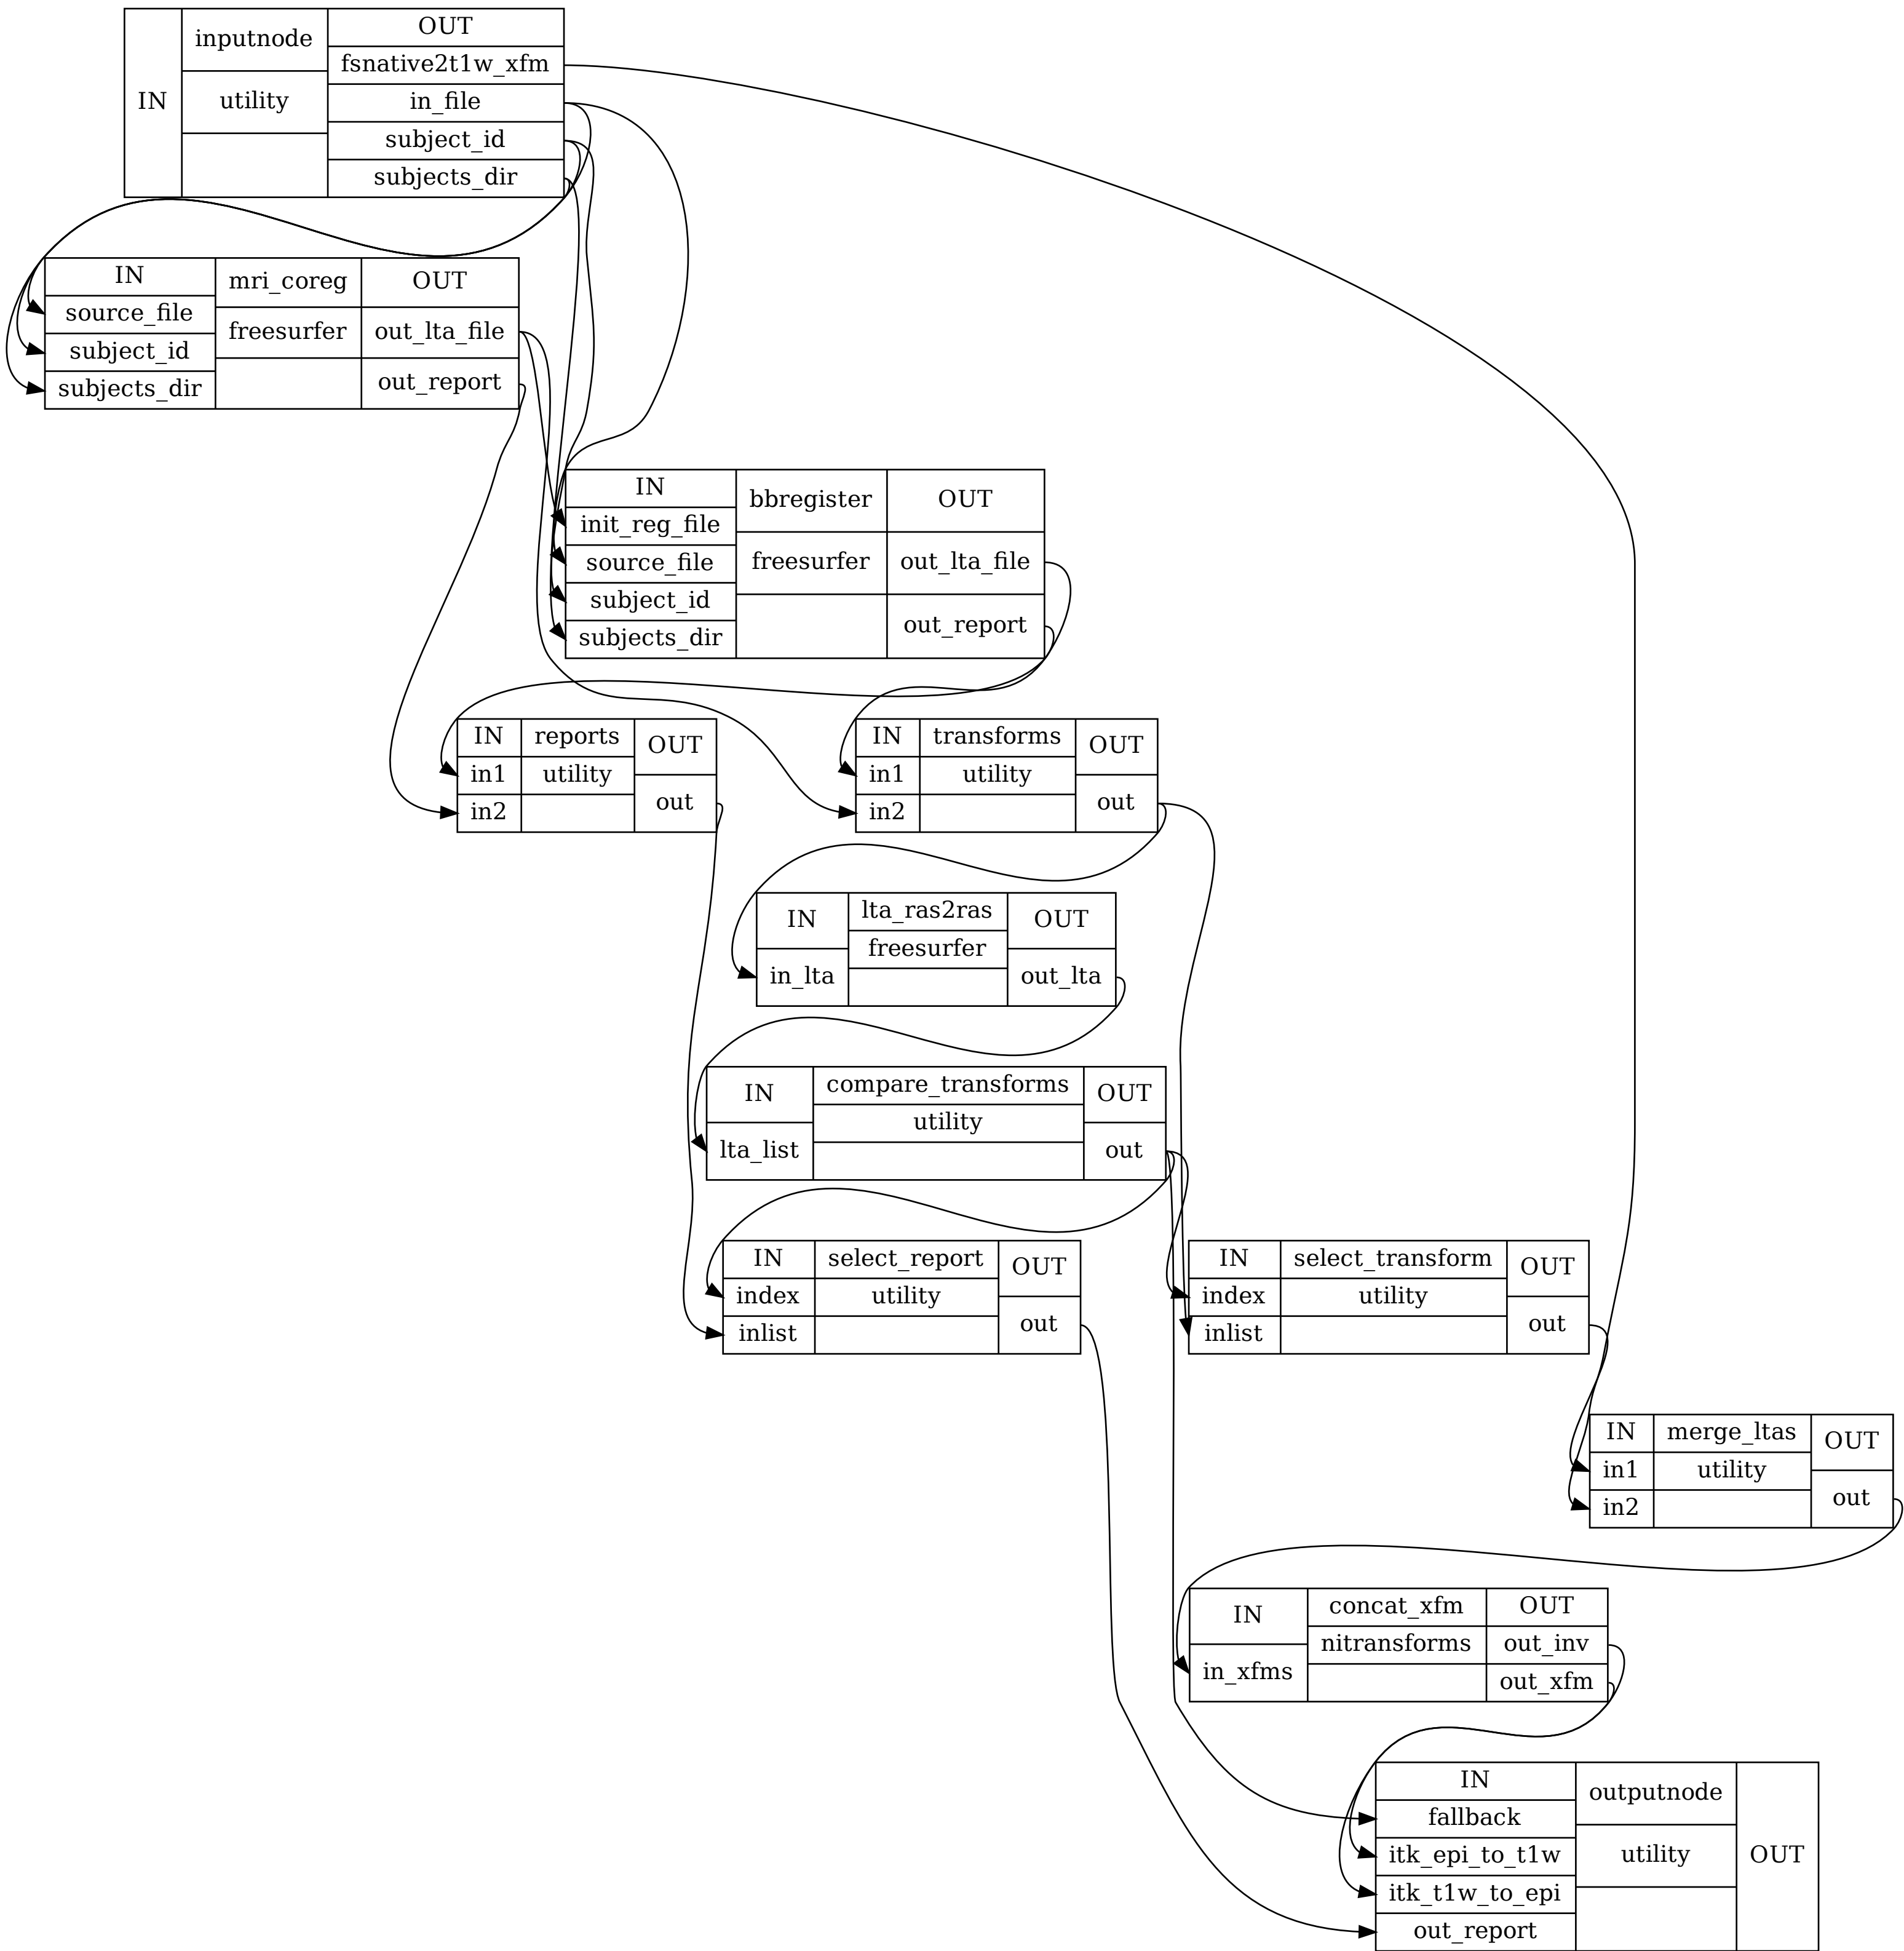 IN
inputnode
utility
OUT
fsnative2t1w_xfm
in_file
subject_id
subjects_dir
IN
source_file
subject_id
subjects_dir
mri_coreg
freesurfer
OUT
out_lta_file
out_report
IN
init_reg_file
source_file
subject_id
subjects_dir
bbregister
freesurfer
OUT
out_lta_file
out_report
IN
in1
in2
reports
utility
OUT
out
IN
in1
in2
transforms
utility
OUT
out
IN
in_lta
lta_ras2ras
freesurfer
OUT
out_lta
IN
lta_list
compare_transforms
utility
OUT
out
IN
index
inlist
select_report
utility
OUT
out
IN
index
inlist
select_transform
utility
OUT
out
IN
in1
in2
merge_ltas
utility
OUT
out
IN
in_xfms
concat_xfm
nitransforms
OUT
out_inv
out_xfm
IN
fallback
itk_epi_to_t1w
itk_t1w_to_epi
out_report
outputnode
utility
OUT